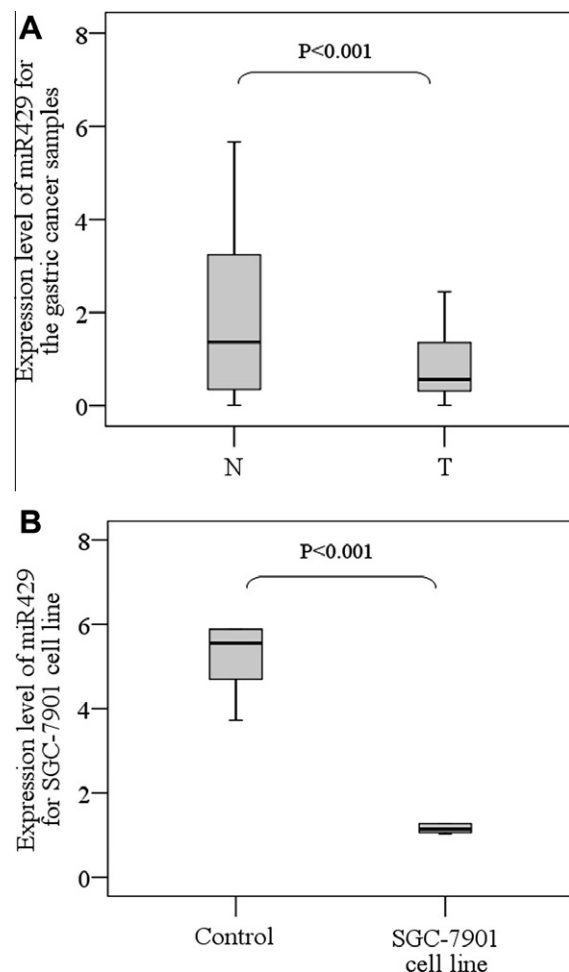 A
P<0.001
Expression level of miR429 for
the gastric cancer samples
8
6
4
2
0
N
T
B
P<0.001
Expression level of miR429
for SGC-7901 cell line
8
6
4
2
0
Control
SGC-7901
cell line